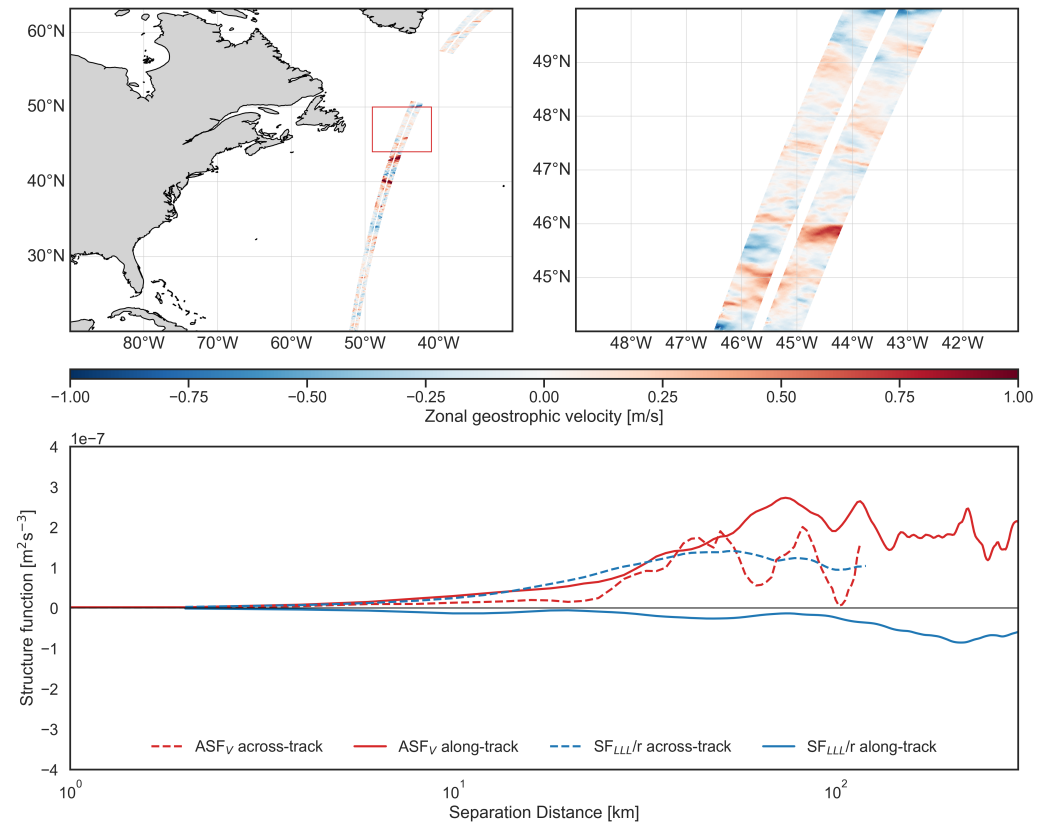 60°N
50°N
40°N
30°N
80°W 70°W 60°W 50°W 40°W
49°N
48°N
47°N
46°N
45°N
48°W 47°W 46°W 45°W 44°W 43°W 42°W
−1.00 −0.75 −0.50 −0.25 0.00 0.25 0.50 0.75 1.00
Zonal geostrophic velocity [m/s]
1e−7
4
3
2
1
0
−1
−2
−3
−4
Structure function [m²s⁻³]
ASF_V across-track ASF_V along-track SF_LLL/r across-track SF_LLL/r along-track
10⁰ 10¹ 10²
Separation Distance [km]